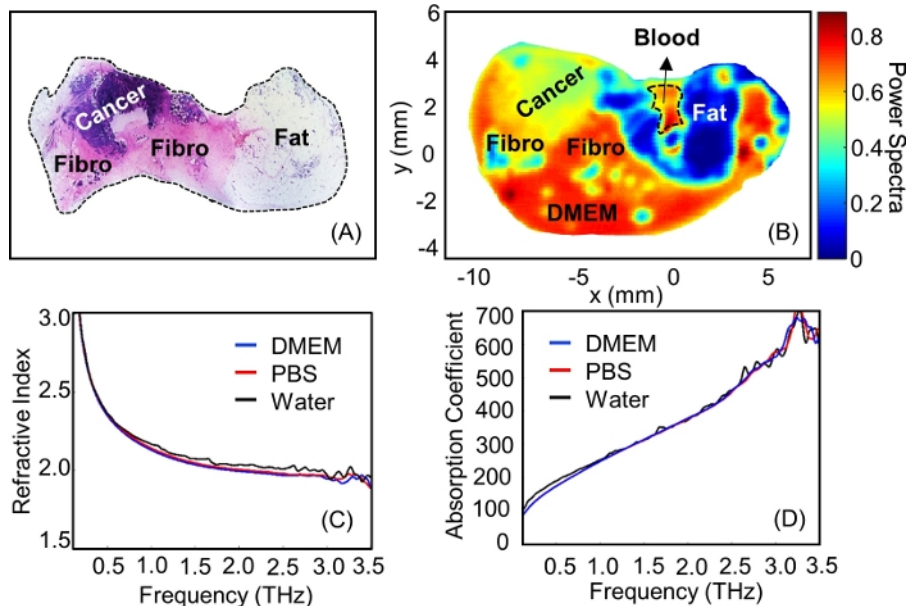 Cancer
Fibro
Fibro
Fat
(A)
6
4
2
0
-2
-4
y (mm)
Blood
Cancer
Fat
Fibro
Fibro
DMEM
(B)
-10
-5
0
5
x (mm)
0.8
0.6
0.4
0.2
0
Power Spectra
3.0
2.5
2.0
1.5
Refractive Index
DMEM
PBS
Water
(C)
0.5
1.0
1.5
2.0
2.5
3.0
3.5
Frequency (THz)
700
600
500
400
300
200
100
0
Absorption Coefficient
DMEM
PBS
Water
(D)
0.5
1.0
1.5
2.0
2.5
3.0
3.5
Frequency (THz)